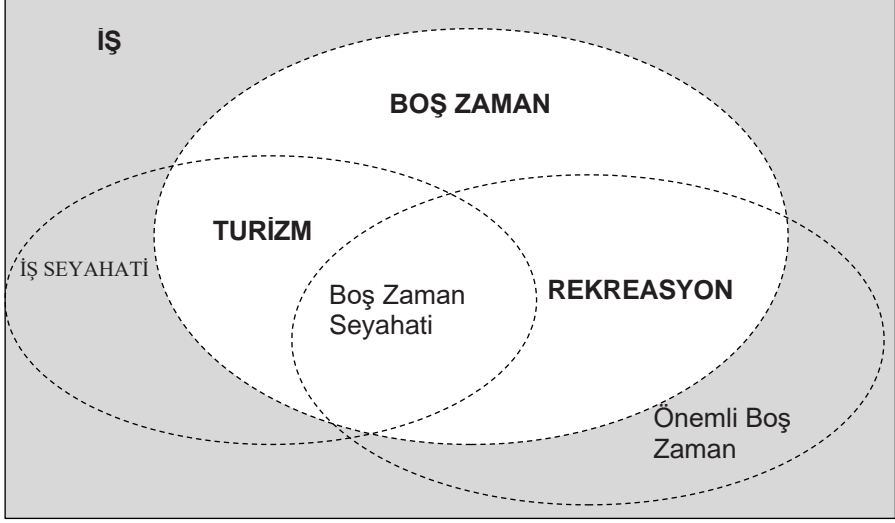 İŞ
BOŞ ZAMAN
TURİZM
İŞ SEYAHATİ
Boş Zaman
Seyahati
REKREASYON
Önemli Boş
Zaman